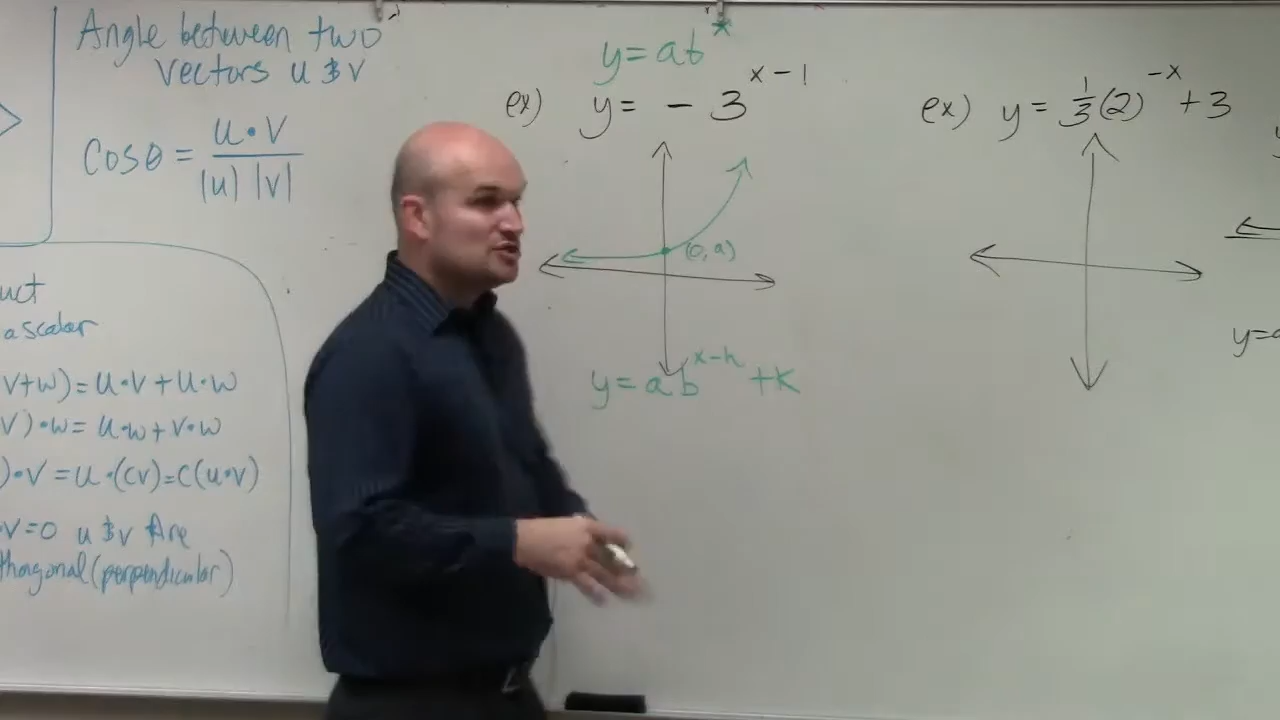 Angle between two
vectors u & v
Cosθ = u • v / |u| |v|
uct
a scalar
v+w) = u•v + u•w
v)•w = u•w + v•w
)•v = u•(cv) = c(u•v)
•v = 0 u & v Are
thogonal (perpendicular)
y = ab^x
ex) y = - 3^x-1
(0, a)
y = ab^x-h + K
ex) y = 1/3 (2)^-x + 3
y=a